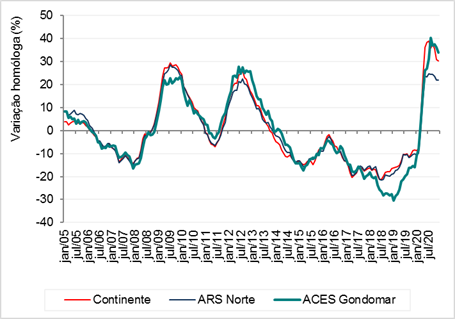 Variação homóloga (%)
50
40
30
20
10
0
-10
-20
-30
-40
jan/05
jul/05
jan/06
jul/06
jan/07
jul/07
jan/08
jul/08
jan/09
jul/09
jan/10
jul/10
jan/11
jul/11
jan/12
jul/12
jan/13
jul/13
jan/14
jul/14
jan/15
jul/15
jan/16
jul/16
jan/17
jul/17
jan/18
jul/18
jan/19
jul/19
jan/20
jul/20
Continente
ARS Norte
ACES Gondomar